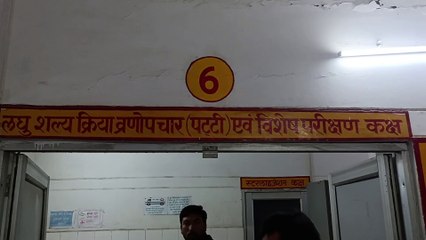 6
लघु शल्य क्रिया व्रणोपचार (पट्टी) एवं विशेष परीक्षण कक्ष